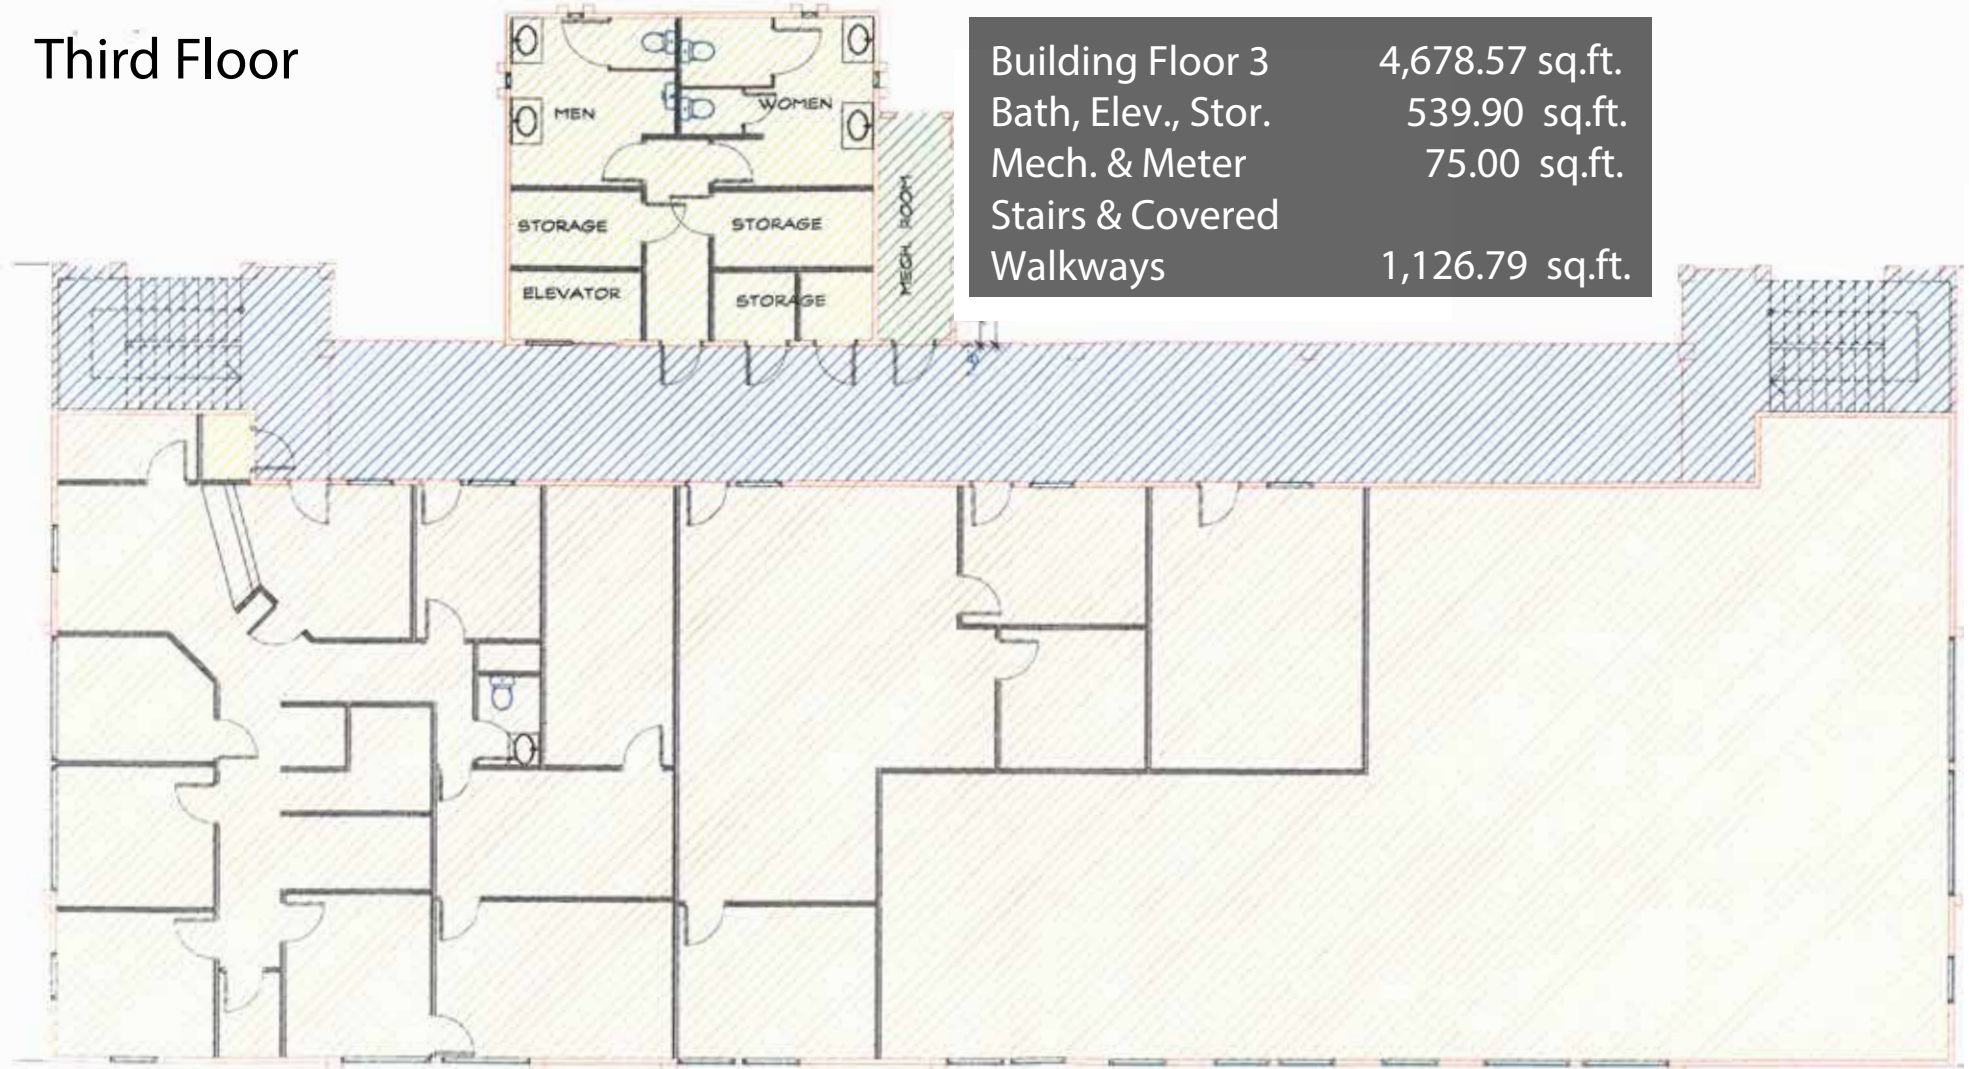 Third Floor
Building Floor 3 4,678.57 sq.ft.
Bath, Elev., Stor. 539.90 sq.ft.
Mech. & Meter 75.00 sq.ft.
Stairs & Covered
Walkways 1,126.79 sq.ft.
MEN
WOMEN
MECH. ROOM
STORAGE
STORAGE
ELEVATOR
STORAGE